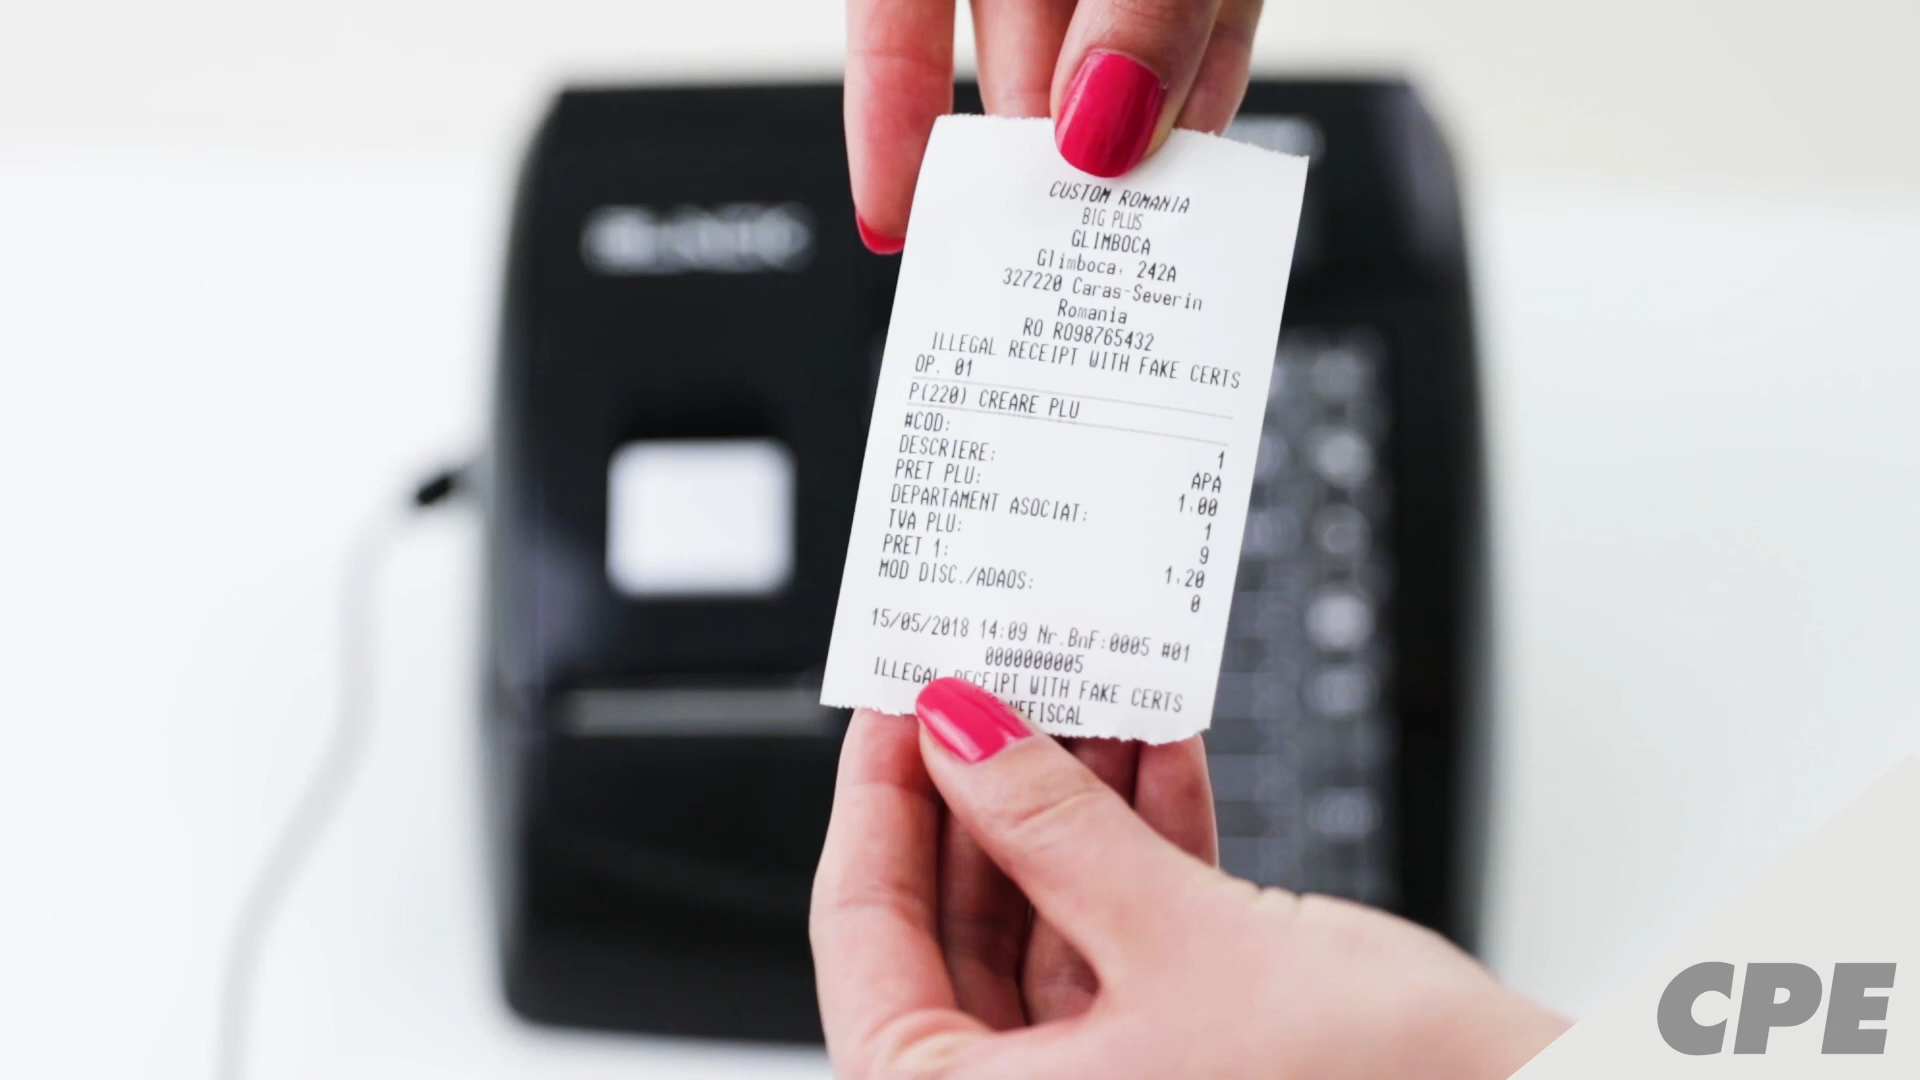 CUSTOM ROMANIA
BIG PLUS
GLIMBOCA
Glimboca, 242A
327220 Caras-Severin
Romania
RO RO98765432
ILLEGAL RECEIPT WITH FAKE CERTS
OP. 01
P(220) CREARE PLU
#COD: 1
DESCRIERE: APA
PRET PLU: 1.00
DEPARTAMENT ASOCIAT: 1
TVA PLU: 9
PRET 1: 1.20
MOD DISC./ADAOS: 0
15/05/2018 14:09 Nr.BnF:0005 #01
0000000005
ILLEGAL RECEIPT WITH FAKE CERTS
CPE